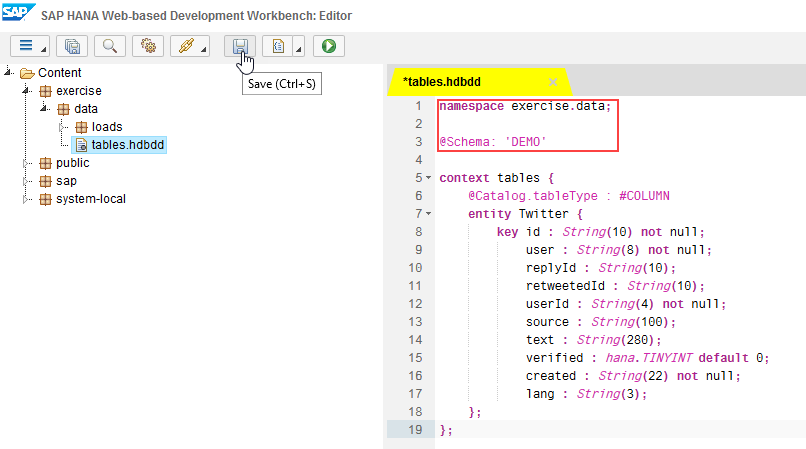 SAP SAP HANA Web-based Development Workbench: Editor
Save (Ctrl+S)
Content
exercise
data
loads
tables.hdbdd
public
sap
system-local
*tables.hdbdd
1 namespace exercise.data;
2
3 @Schema: 'DEMO'
4
5 context tables {
6 @Catalog.tableType : #COLUMN
7 entity Twitter {
8 key id : String(10) not null;
9 user : String(8) not null;
10 replyId : String(10);
11 retweetedId : String(10);
12 userId : String(4) not null;
13 source : String(100);
14 text : String(280);
15 verified : hana.TINYINT default 0;
16 created : String(22) not null;
17 lang : String(3);
18 };
19 };